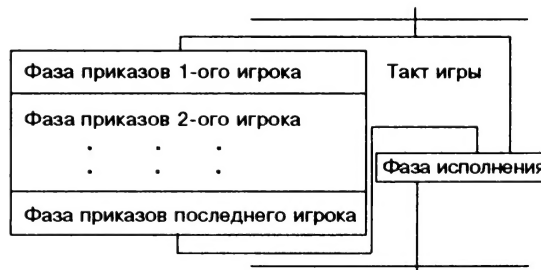 Фаза приказов 1-ого игрока
Такт игры
Фаза приказов 2-ого игрока
Фаза исполнения
Фаза приказов последнего игрока